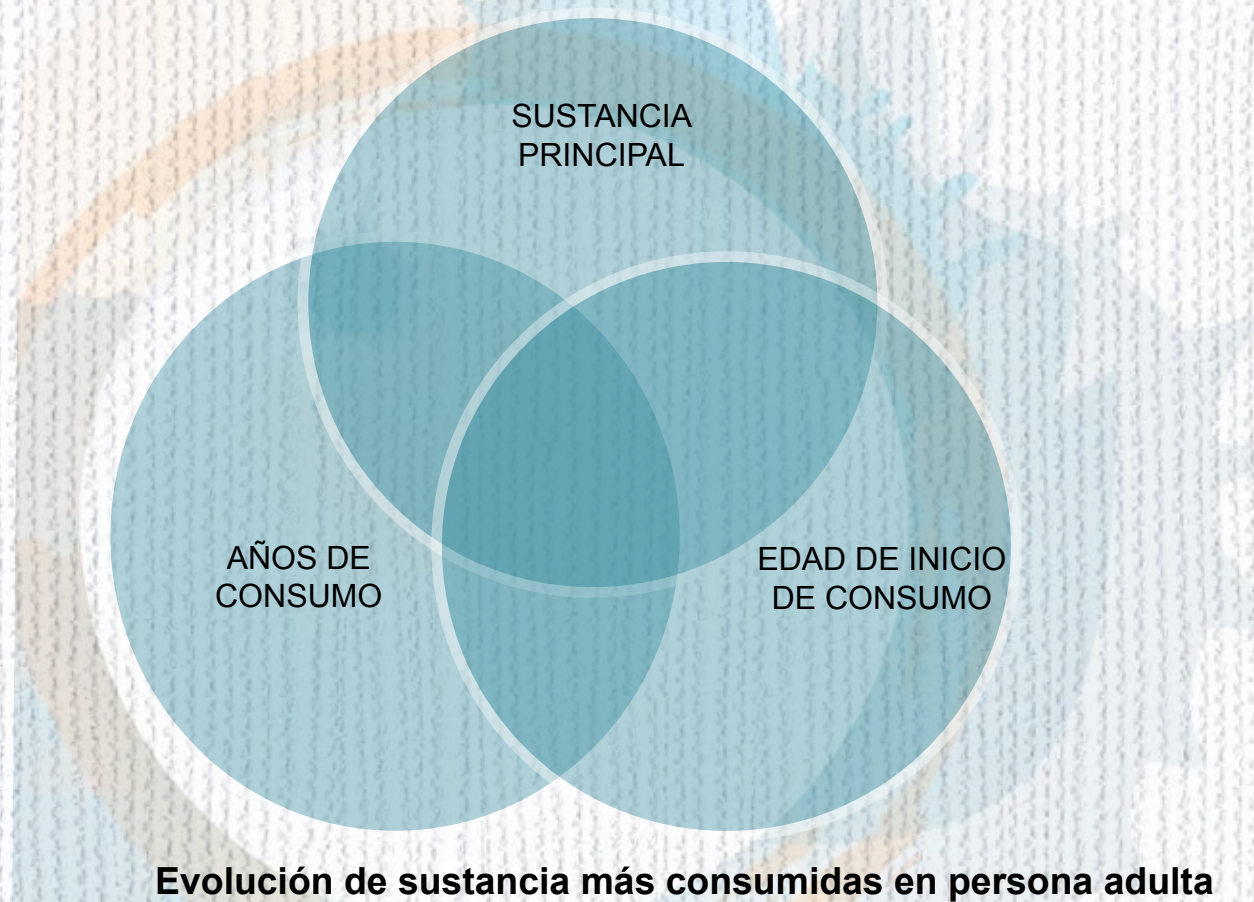 SUSTANCIA
PRINCIPAL
AÑOS DE
CONSUMO
EDAD DE INICIO
DE CONSUMO
Evolución de sustancia más consumidas en persona adulta